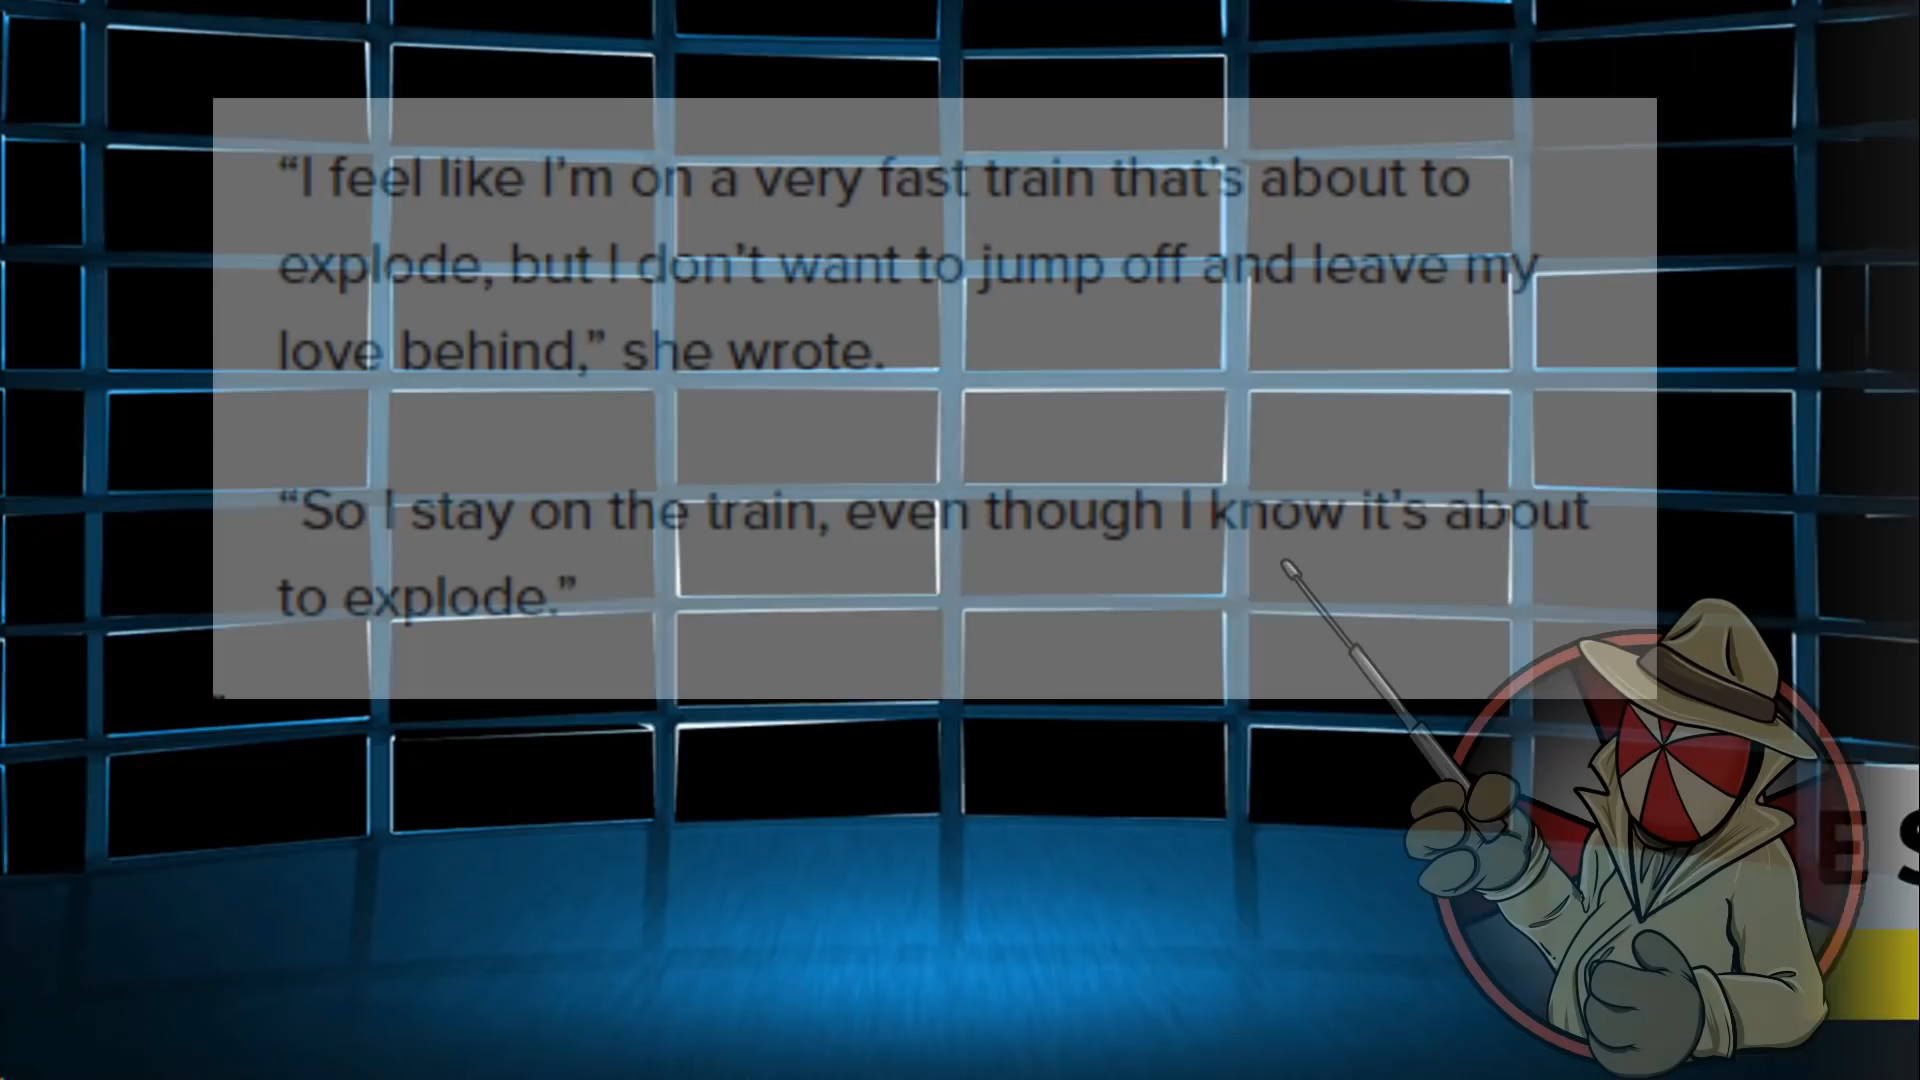 “I feel like I’m on a very fast train that’s about to
explode, but I don’t want to jump off and leave my
love behind,” she wrote.
“So I stay on the train, even though I know it’s about
to explode.”
E S